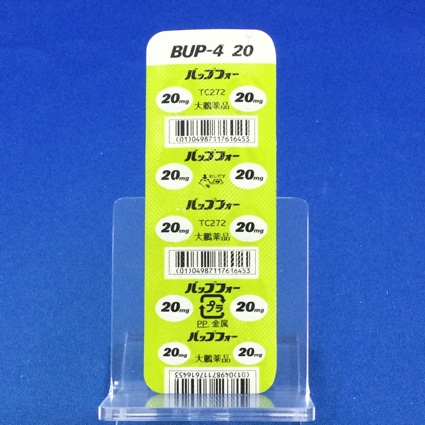 BUP-4 20
バップフォー
20mg TC272 20mg
大鵬薬品
(01)04987117616453
バップフォー
20mg 20mg
バップフォー
20mg TC272 20mg
大鵬薬品
(01)04987117616453
バップフォー
20mg プラ 20mg
PP, 金属
バップフォー
20mg 大鵬薬品 20mg
(01)04987117616453